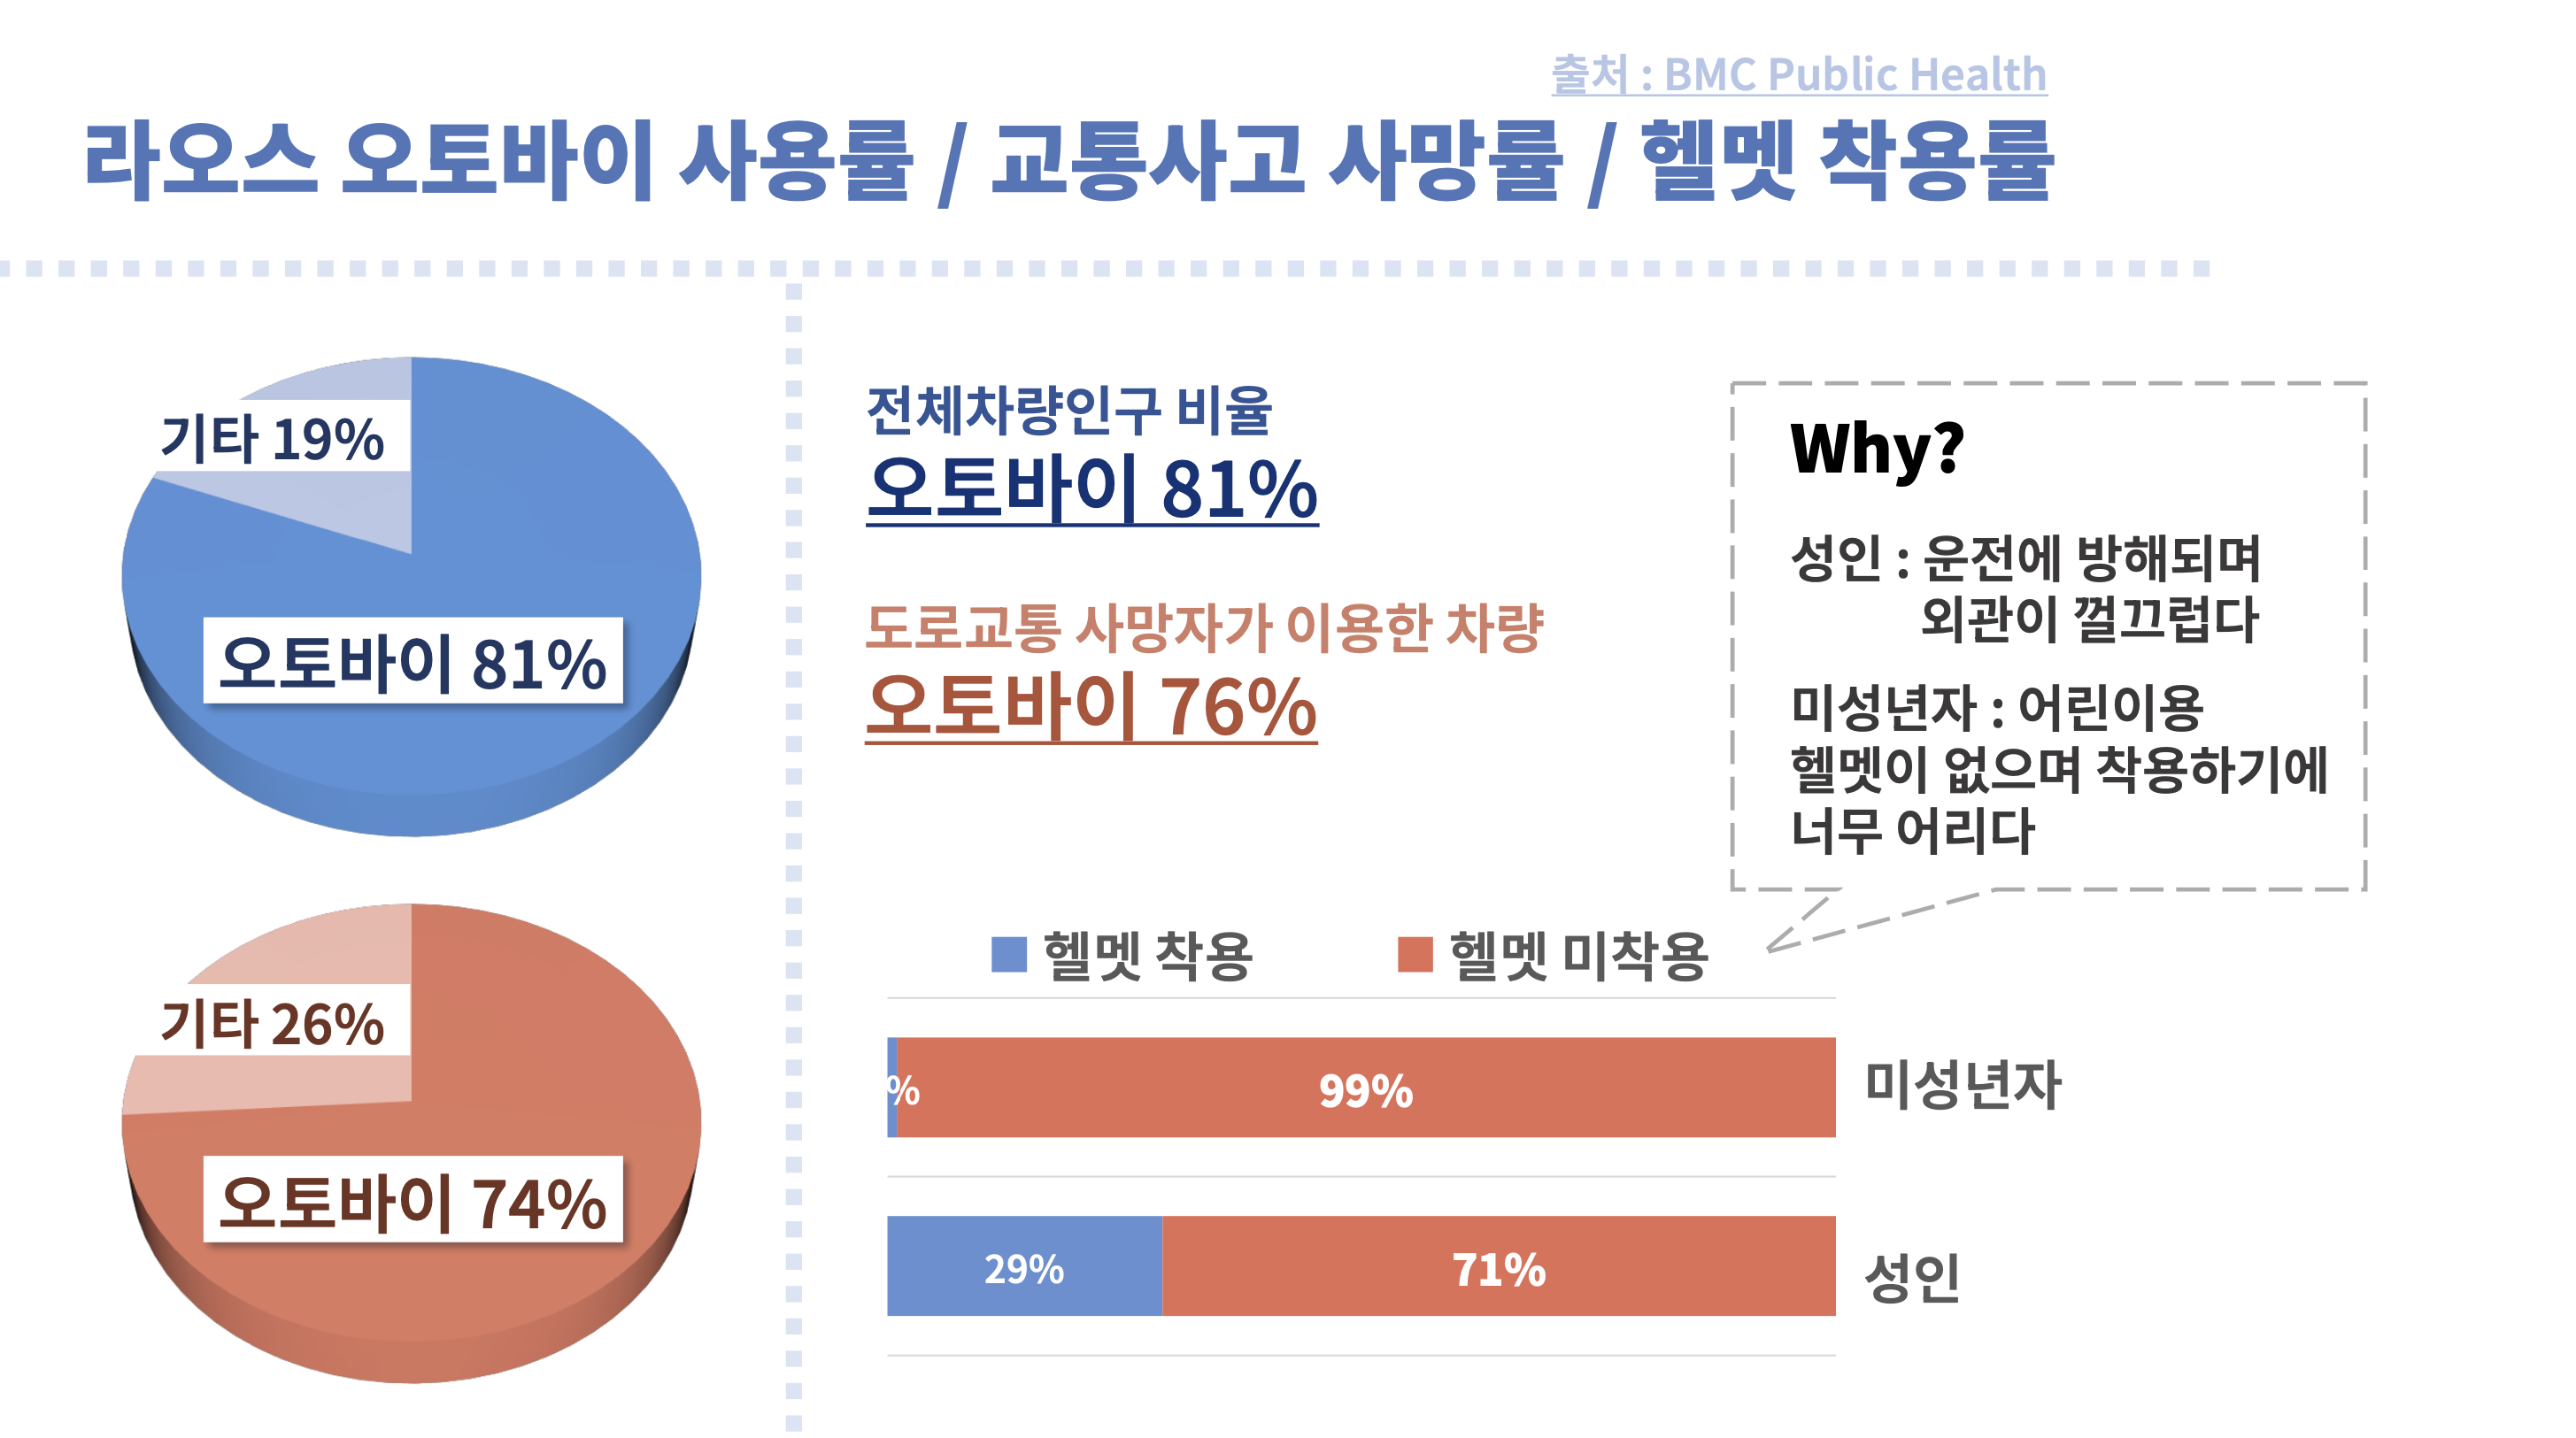 출처 : BMC Public Health
라오스 오토바이 사용률 / 교통사고 사망률 / 헬멧 착용률
기타 19%
오토바이 81%
기타 26%
오토바이 74%
전체차량인구 비율
오토바이 81%
도로교통 사망자가 이용한 차량
오토바이 76%
Why?
성인 : 운전에 방해되며
외관이 껄끄럽다
미성년자 : 어린이용
헬멧이 없으며 착용하기에
너무 어리다
헬멧 착용 헬멧 미착용
% 99% 미성년자
29% 71% 성인